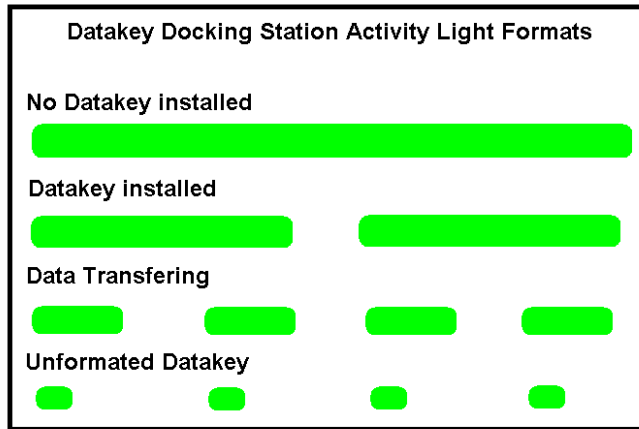 Datakey Docking Station Activity Light Formats
No Datakey installed
Datakey installed
Data Transfering
Unformated Datakey